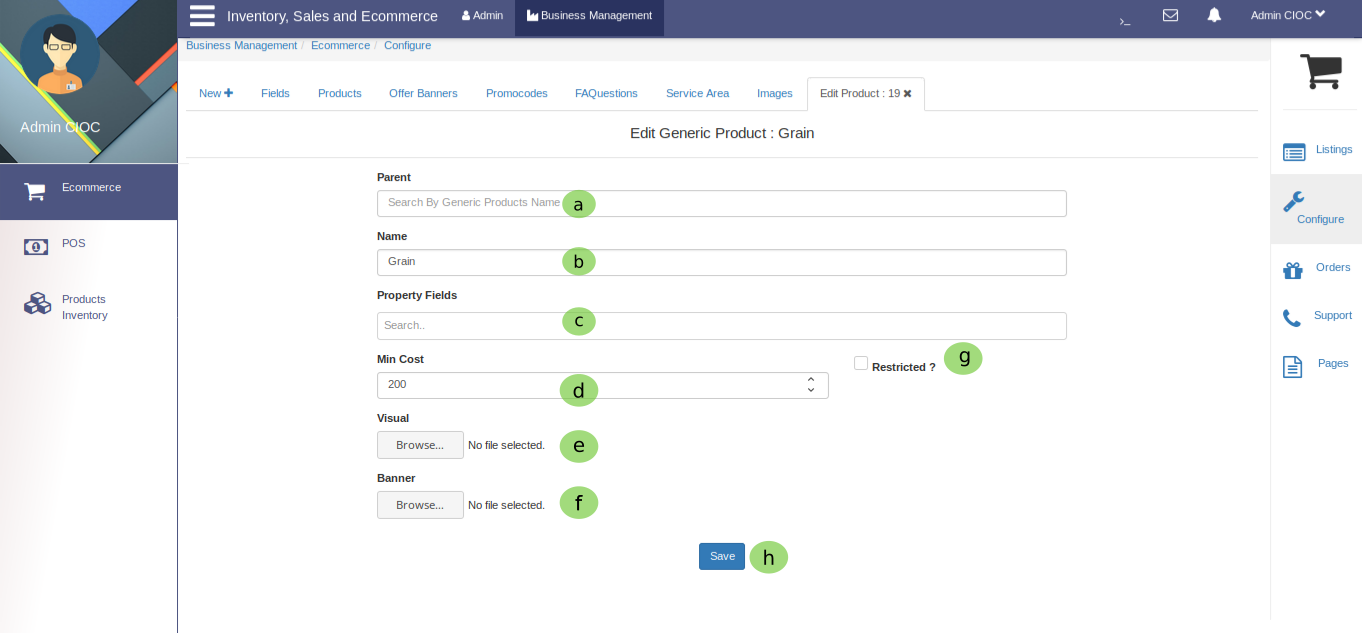 Inventory, Sales and Ecommerce Admin Business Management >_ Admin CIOC
Business Management / Ecommerce / Configure
New Fields Products Offer Banners Promocodes FAQuestions Service Area Images Edit Product : 19
Admin CIOC
Edit Generic Product : Grain
Ecommerce
POS
Products
Inventory
Parent
Search By Generic Products Name a
Name
Grain b
Property Fields
Search.. c
Min Cost
200 d
Restricted ? g
Visual
Browse... No file selected. e
Banner
Browse... No file selected. f
Save h
Listings
Configure
Orders
Support
Pages